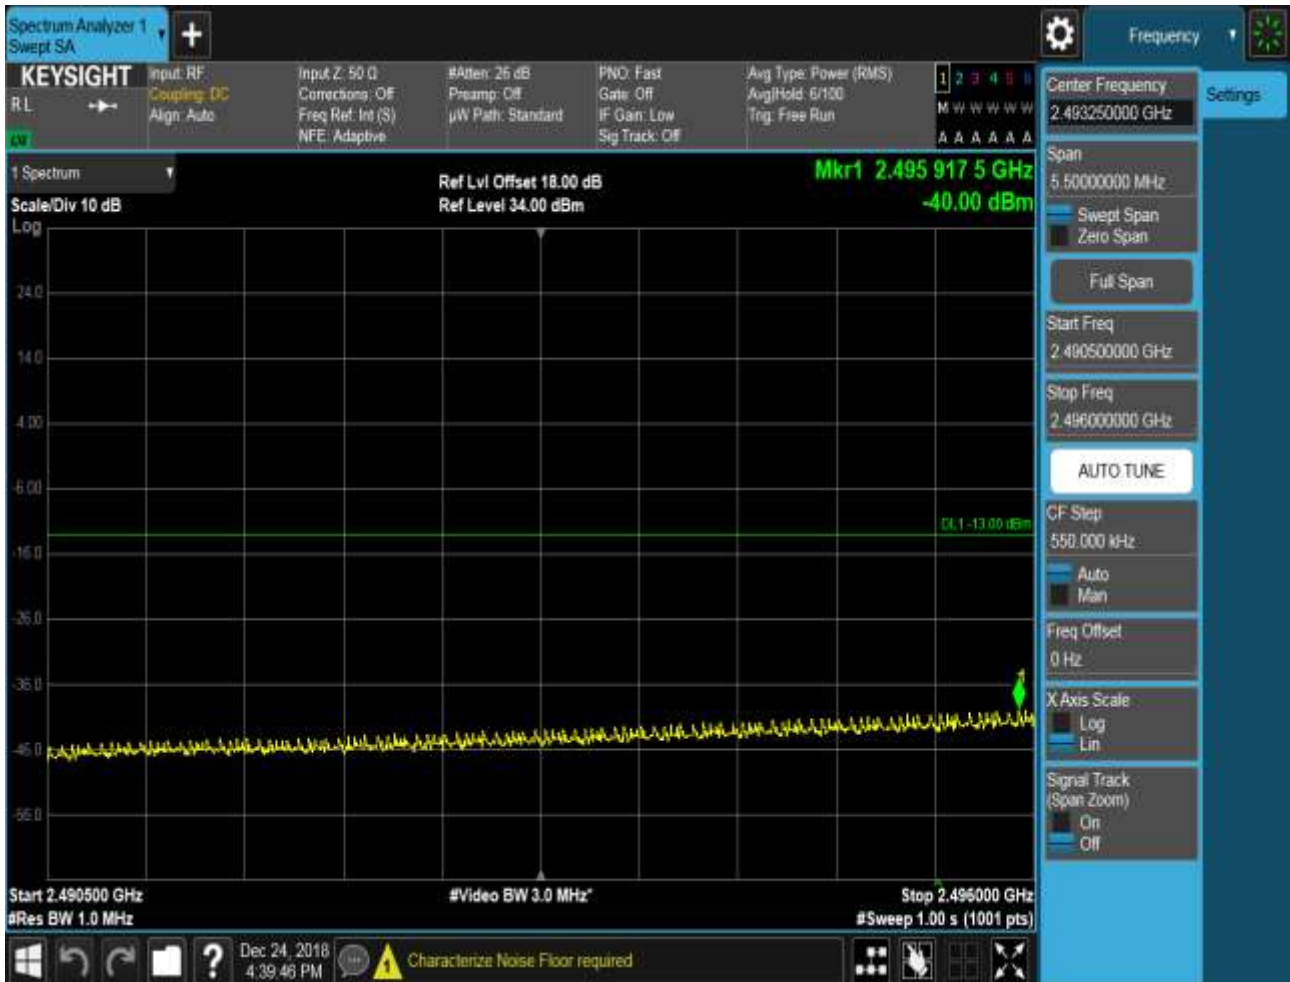 Spectrum Analyzer 1
Swept SA
+
Frequency
KEYSIGHT
RL
Input: RF
Coupling: DC
Align: Auto
Input Z: 50 Ω
Corrections: Off
Freq Ref: Int (S)
NFE: Adaptive
#Atten: 26 dB
Preamp: Off
µW Path: Standard
PNO: Fast
Gate: Off
IF Gain: Low
Sig Track: Off
Avg Type: Power (RMS)
Avg|Hold: 6/100
Trig: Free Run
1 2 3 4 5 6
M W W W W W
A A A A A A
1 Spectrum
Scale/Div 10 dB
Log
Ref Lvl Offset 18.00 dB
Ref Level 34.00 dBm
Mkr1 2.495 917 5 GHz
-40.00 dBm
24.0
14.0
4.00
-6.00
DL1 -13.00 dBm
-16.0
-26.0
-36.0
1
-46.0
-56.0
Start 2.490500 GHz
#Res BW 1.0 MHz
#Video BW 3.0 MHz*
Stop 2.496000 GHz
#Sweep 1.00 s (1001 pts)
Center Frequency
2.493250000 GHz
Settings
Span
5.50000000 MHz
Swept Span
Zero Span
Full Span
Start Freq
2.490500000 GHz
Stop Freq
2.496000000 GHz
AUTO TUNE
CF Step
550.000 kHz
Auto
Man
Freq Offset
0 Hz
X Axis Scale
Log
Lin
Signal Track
(Span Zoom)
On
Off
?
Dec 24, 2018
4:39:46 PM
Characterize Noise Floor required